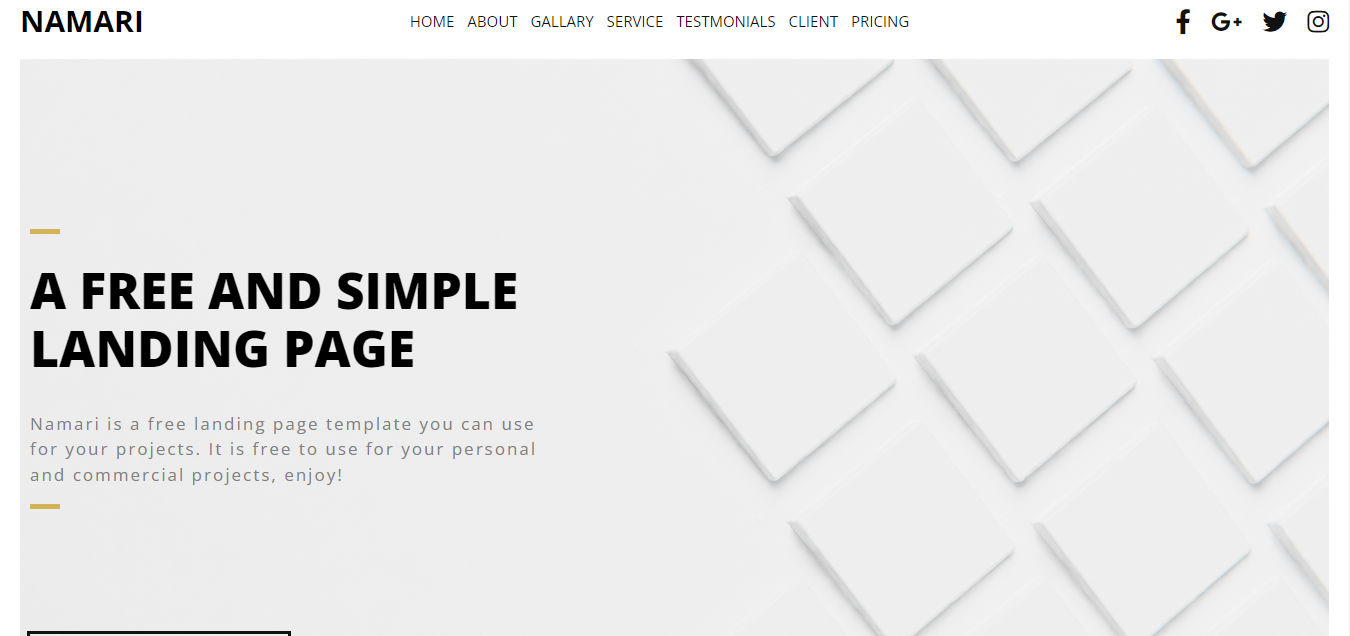 NAMARI
HOME ABOUT GALLARY SERVICE TESTMONIALS CLIENT PRICING
A FREE AND SIMPLE
LANDING PAGE
Namari is a free landing page template you can use
for your projects. It is free to use for your personal
and commercial projects, enjoy!